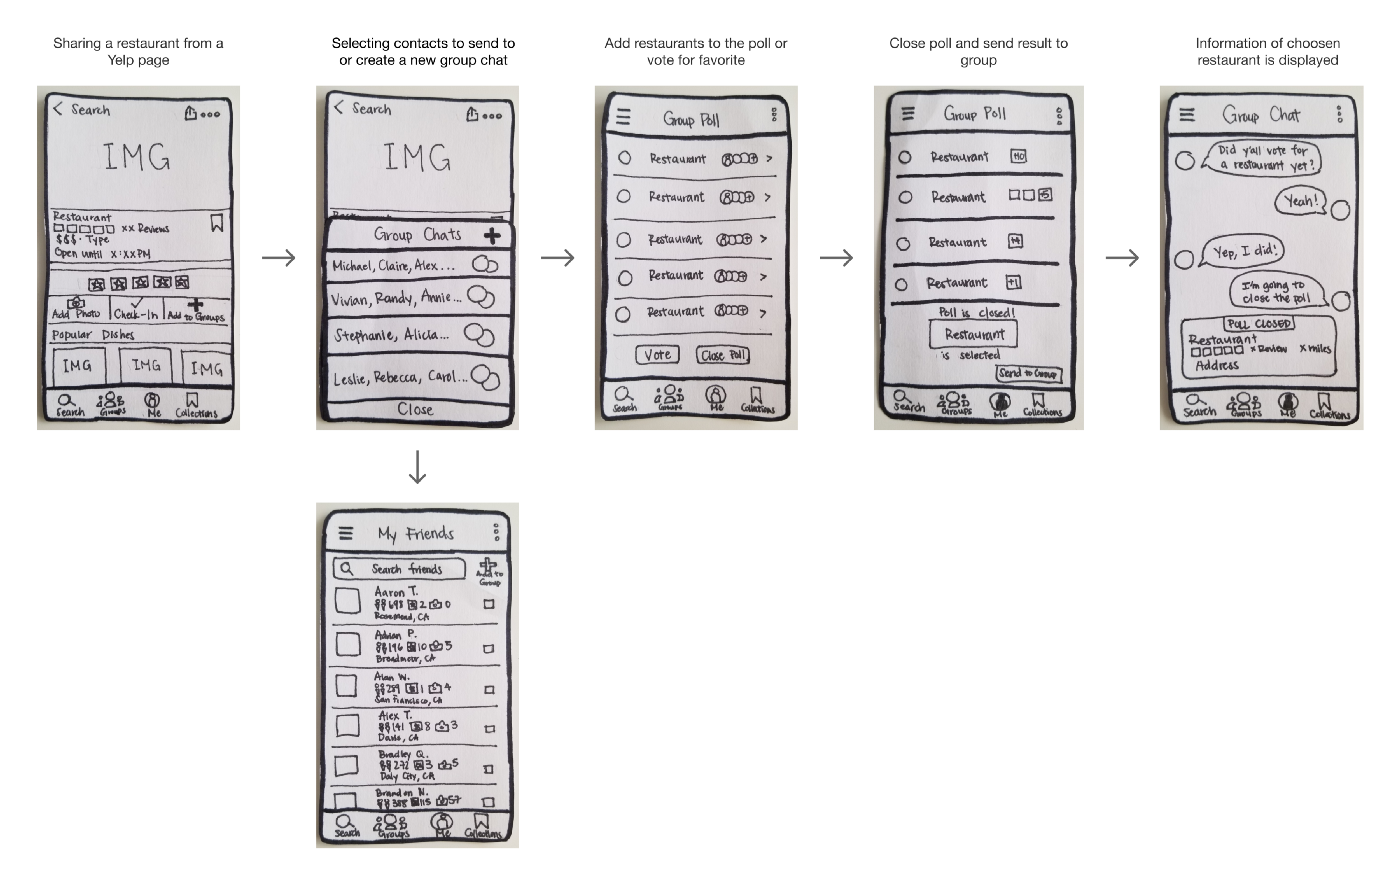 Sharing a restaurant from a
Yelp page
Selecting contacts to send to
or create a new group chat
Add restaurants to the poll or
vote for favorite
Close poll and send result to
group
Information of choosen
restaurant is displayed
Search
IMG
Restaurant
xx Reviews
$$$ · Type
Open until x:xxPM
Add Photo
Check-In
Add to Groups
Popular Dishes
IMG
IMG
IMG
Search
Groups
Me
Collections
Search
IMG
Group Chats
Michael, Claire, Alex ...
Vivian, Randy, Annie...
Stephanie, Alicia...
Leslie, Rebecca, Carol...
Close
Group Poll
Restaurant >
Restaurant >
Restaurant >
Restaurant >
Restaurant >
Vote
Close Poll
Search
Groups
Me
Collections
Group Poll
Restaurant
Restaurant
Restaurant
Restaurant +1
Poll is closed!
Restaurant
is selected
Send to Group
Search
Groups
Me
Collections
Group Chat
Did y'all vote for
a restaurant yet?
Yeah!
Yep, I did!
I'm going to
close the poll
POLL CLOSED
Restaurant
x Review x miles
Address
Search
Groups
Me
Collections
My Friends
Search friends
Add to
Group
Aaron T.
698 2 0
Rosemead, CA
Adrian P.
196 10 5
Broadmoor, CA
Alan W.
259 1 4
San Francisco, CA
Alex T.
141 8 3
Davis, CA
Bradley Q.
272 3 5
Daly City, CA
Brandon N.
388 115 57
Search
Groups
Me
Collections